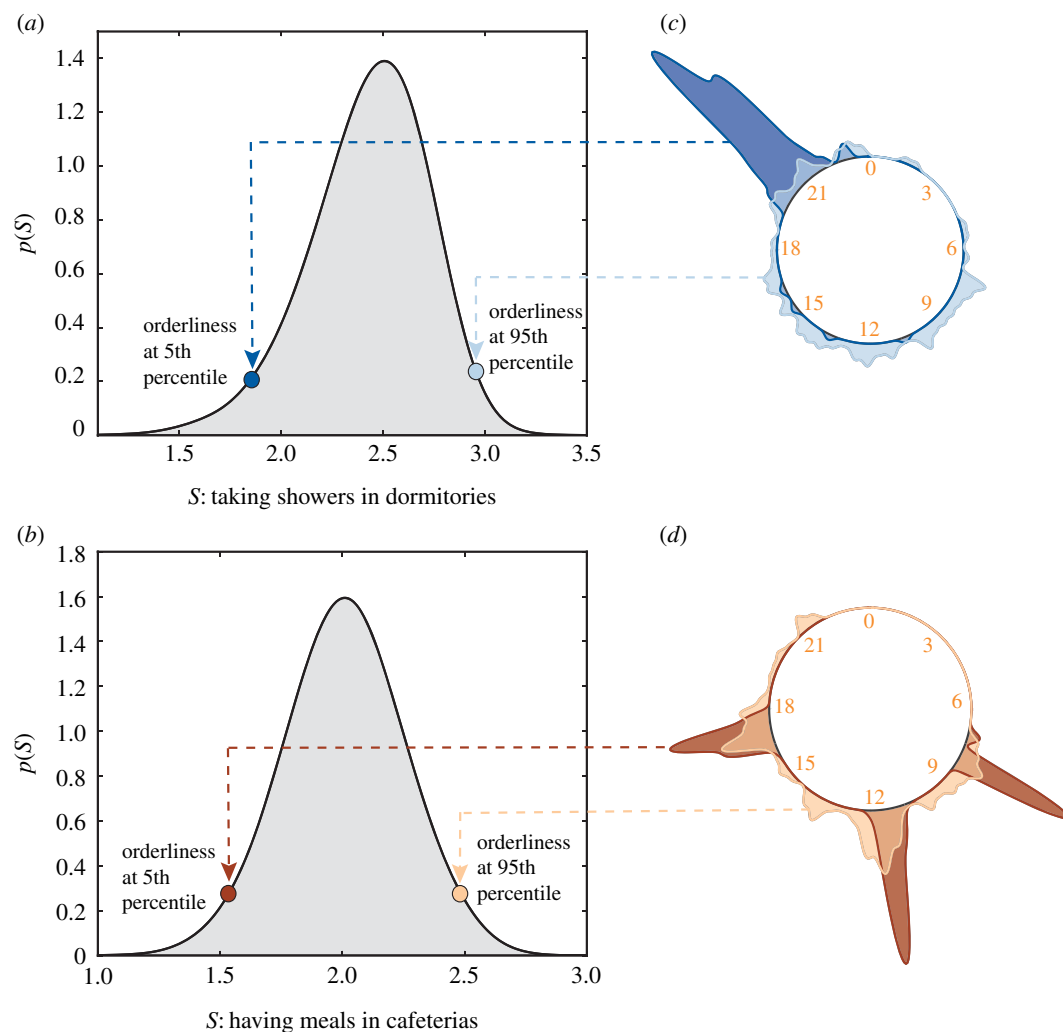 (a)
1.4
1.2
1.0
0.8
0.6
0.4
0.2
0
p(S)
orderliness
at 5th
percentile
orderliness
at 95th
percentile
1.5 2.0 2.5 3.0 3.5
S: taking showers in dormitories
(c)
0
3
6
9
12
15
18
21
(b)
1.8
1.6
1.4
1.2
1.0
0.8
0.6
0.4
0.2
0
p(S)
orderliness
at 5th
percentile
orderliness
at 95th
percentile
1.0 1.5 2.0 2.5 3.0
S: having meals in cafeterias
(d)
0
3
6
9
12
15
18
21